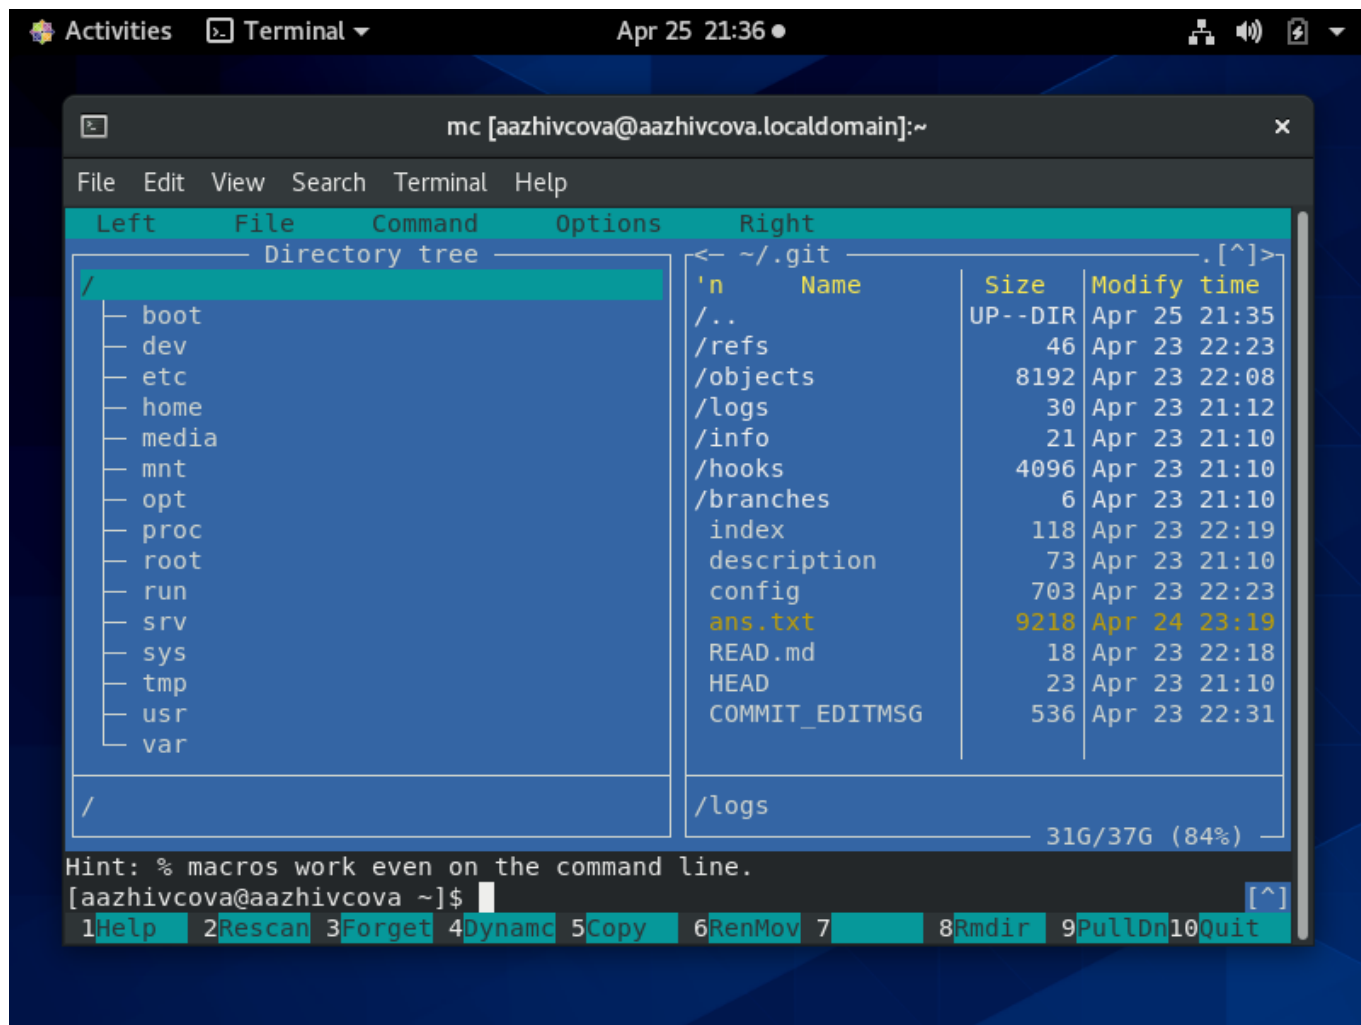 Activities Terminal Apr 25 21:36
mc [aazhivcova@aazhivcova.localdomain]:~ ×
File Edit View Search Terminal Help
Left File Command Options Right
Directory tree
/
boot
dev
etc
home
media
mnt
opt
proc
root
run
srv
sys
tmp
usr
var
/
<— ~/.git .[^]>
'n Name Size Modify time
/.. UP--DIR Apr 25 21:35
/refs 46 Apr 23 22:23
/objects 8192 Apr 23 22:08
/logs 30 Apr 23 21:12
/info 21 Apr 23 21:10
/hooks 4096 Apr 23 21:10
/branches 6 Apr 23 21:10
index 118 Apr 23 22:19
description 73 Apr 23 21:10
config 703 Apr 23 22:23
ans.txt 9218 Apr 24 23:19
READ.md 18 Apr 23 22:18
HEAD 23 Apr 23 21:10
COMMIT_EDITMSG 536 Apr 23 22:31
/logs
31G/37G (84%)
Hint: % macros work even on the command line.
[aazhivcova@aazhivcova ~]$ [^]
1Help 2Rescan 3Forget 4Dynamc 5Copy 6RenMov 7 8Rmdir 9PullDn 10Quit